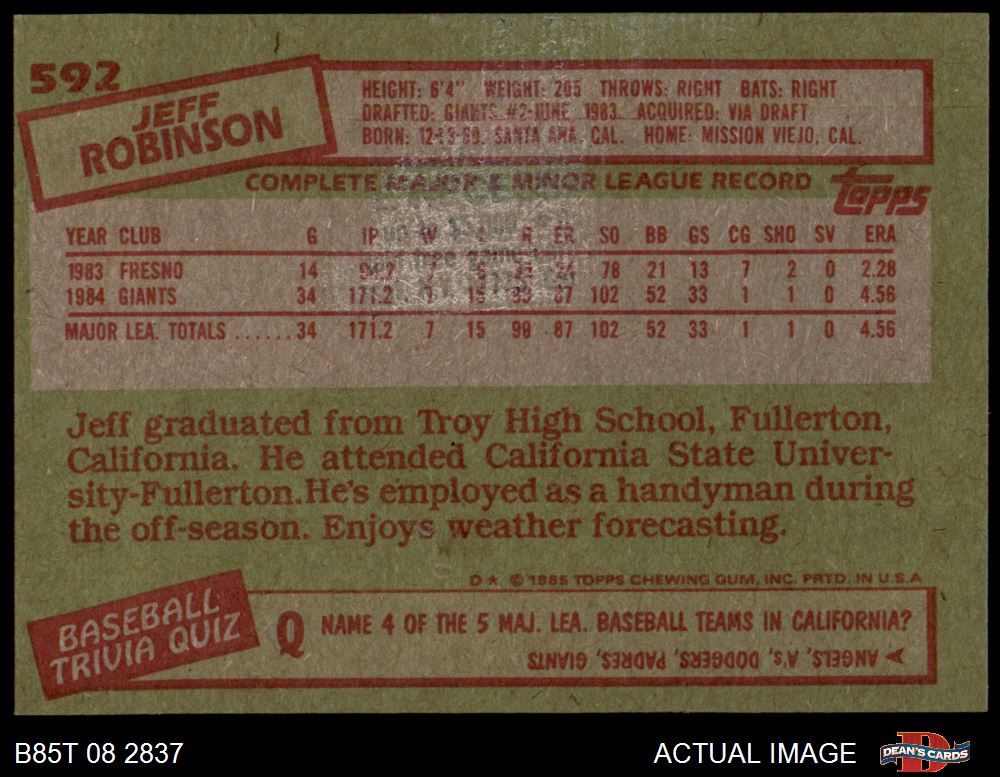 592
JEFF
ROBINSON
HEIGHT: 6'4" WEIGHT: 205 THROWS: RIGHT BATS: RIGHT
DRAFTED: GIANTS #2-JUNE, 1983 ACQUIRED: VIA DRAFT
BORN: 12-13-60, SANTA ANA, CAL. HOME: MISSION VIEJO, CAL.
COMPLETE MAJOR & MINOR LEAGUE RECORD
Topps
YEAR CLUB G IP W L R ER SO BB GS CG SHO SV ERA
1983 FRESNO 14 94.2 7 78 21 13 7 2 0 2.28
1984 GIANTS 34 171.2 7 15 99 87 102 52 33 1 1 0 4.56
MAJOR LEA. TOTALS ......34 171.2 7 15 99 87 102 52 33 1 1 0 4.56
Jeff graduated from Troy High School, Fullerton,
California. He attended California State Univer-
sity-Fullerton.He's employed as a handyman during
the off-season. Enjoys weather forecasting.
D★. © 1985 TOPPS CHEWING GUM, INC. PRTD. IN U.S.A
BASEBALL
TRIVIA QUIZ
Q NAME 4 OF THE 5 MAJ. LEA. BASEBALL TEAMS IN CALIFORNIA?
ANGELS, A's, DODGERS, PADRES, GIANTS
B85T 08 2837
ACTUAL IMAGE
DEAN'S CARDS